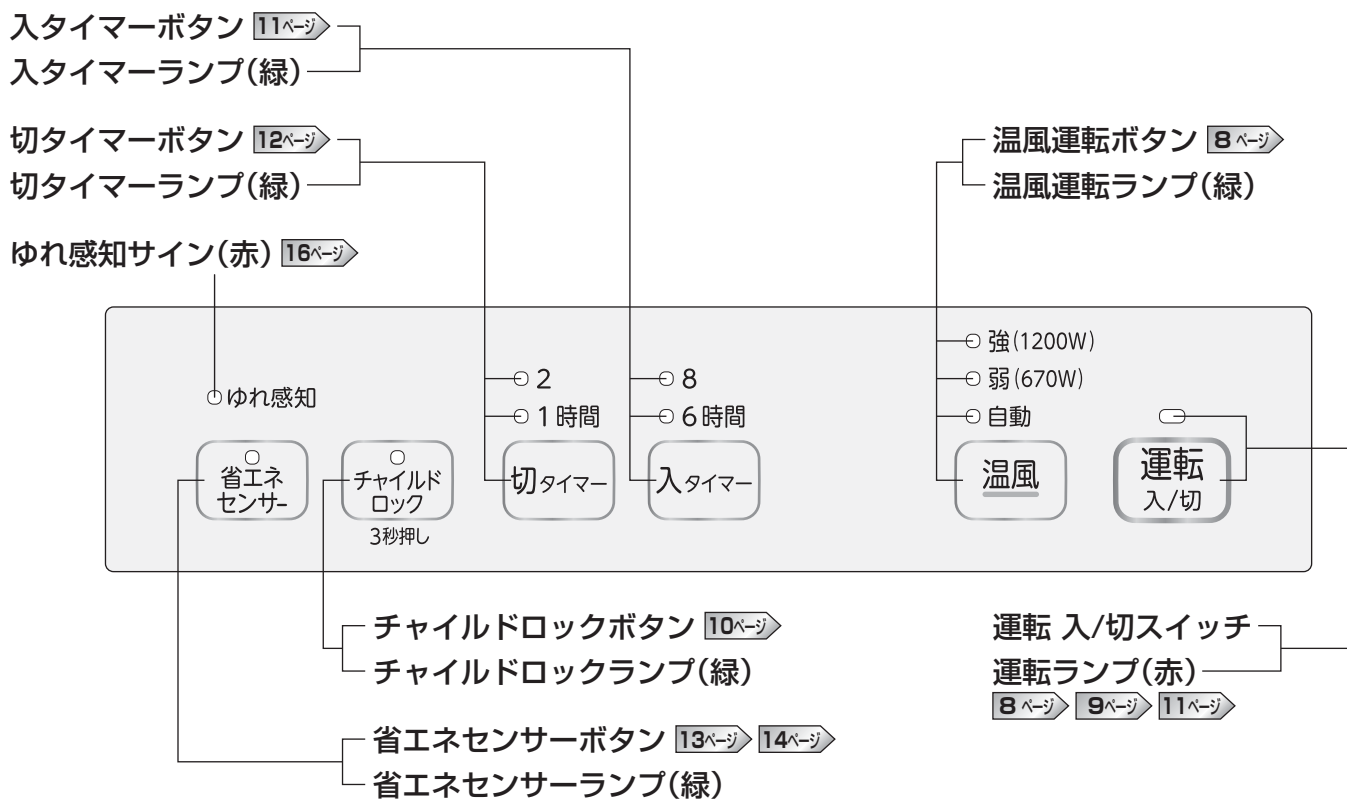 入タイマーボタン 11ページ
入タイマーランプ(緑)
切タイマーボタン 12ページ
切タイマーランプ(緑)
ゆれ感知サイン(赤) 16ページ
温風運転ボタン 8ページ
温風運転ランプ(緑)
強(1200W)
弱(670W)
自動
ゆれ感知
2
1時間
8
6時間
省エネ
センサー
チャイルド
ロック
3秒押し
切タイマー
入タイマー
温風
運転
入/切
チャイルドロックボタン 10ページ
チャイルドロックランプ(緑)
省エネセンサーボタン 13ページ 14ページ
省エネセンサーランプ(緑)
運転 入/切スイッチ
運転ランプ(赤)
8ページ 9ページ 11ページ